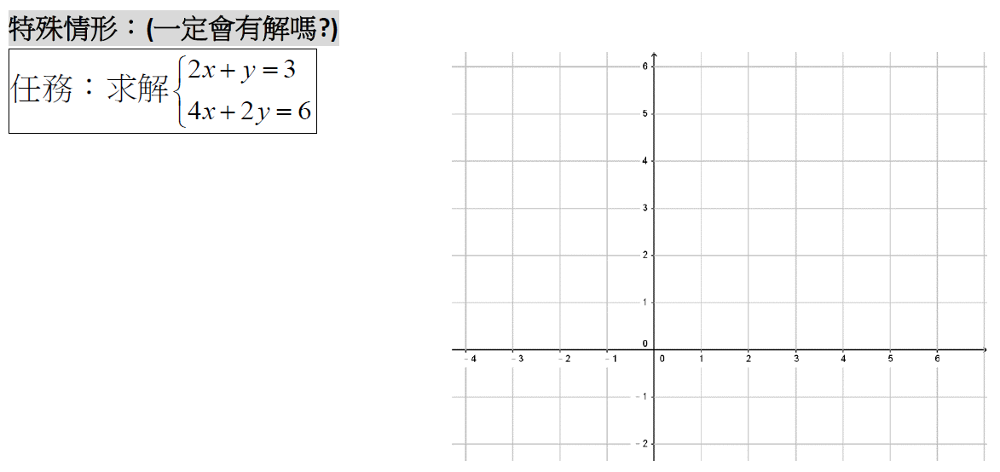 特殊情形：(一定會有解嗎?)
任務：求解{2x + y = 3
4x + 2y = 6
6
5
4
3
2
1
0
- 4 - 3 - 2 - 1 0 1 2 3 4 5 6
- 1
- 2